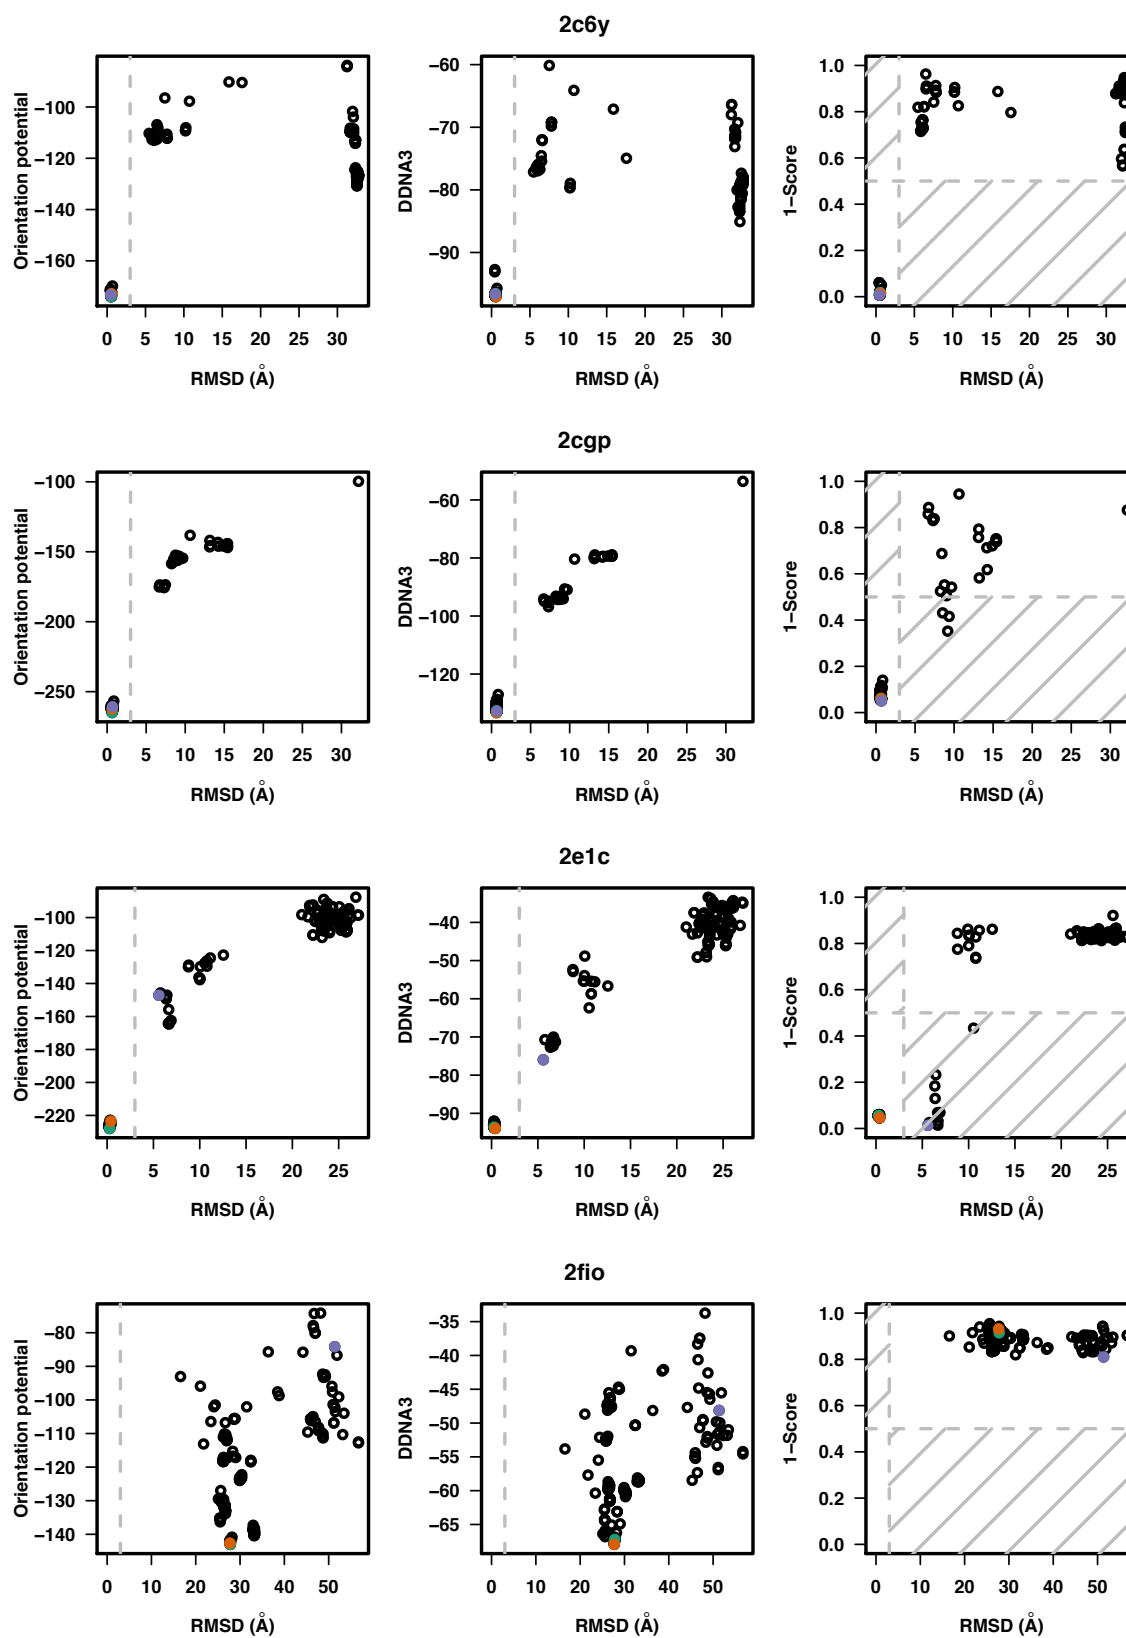 2c6y
Orientation potential
−100
−120
−140
−160
0 5 10 15 20 25 30
RMSD (Å)
DDNA3
−60
−70
−80
−90
0 5 10 15 20 25 30
RMSD (Å)
1−Score
1.0
0.8
0.6
0.4
0.2
0.0
0 5 10 15 20 25 30
RMSD (Å)
2cgp
Orientation potential
−100
−150
−200
−250
0 5 10 15 20 25 30
RMSD (Å)
DDNA3
−60
−80
−100
−120
0 5 10 15 20 25 30
RMSD (Å)
1−Score
1.0
0.8
0.6
0.4
0.2
0.0
0 5 10 15 20 25 30
RMSD (Å)
2e1c
Orientation potential
−100
−120
−140
−160
−180
−200
−220
0 5 10 15 20 25
RMSD (Å)
DDNA3
−40
−50
−60
−70
−80
−90
0 5 10 15 20 25
RMSD (Å)
1−Score
1.0
0.8
0.6
0.4
0.2
0.0
0 5 10 15 20 25
RMSD (Å)
2fio
Orientation potential
−80
−90
−100
−110
−120
−130
−140
0 10 20 30 40 50
RMSD (Å)
DDNA3
−35
−40
−45
−50
−55
−60
−65
0 10 20 30 40 50
RMSD (Å)
1−Score
1.0
0.8
0.6
0.4
0.2
0.0
0 10 20 30 40 50
RMSD (Å)